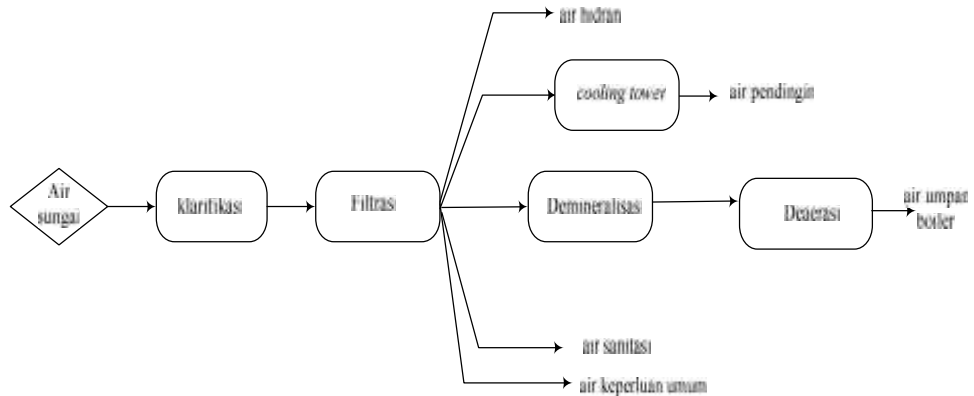 air hidran
cooling tower
air pendingin
Air
sungai
klarifikasi
Filtrasi
Demineralisasi
Deaerasi
air umpan
boiler
air sanitasi
air keperluan umum